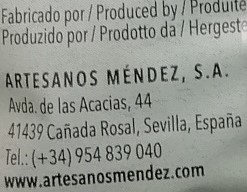 Fabricado por / Produced by / Produite
Produzido por / Prodotto da / Hergeste
ARTESANOS MÉNDEZ, S.A.
Avda. de las Acacias, 44
41439 Cañada Rosal, Sevilla, España
Tel.: (+34) 954 839 040
www.artesanosmendez.com